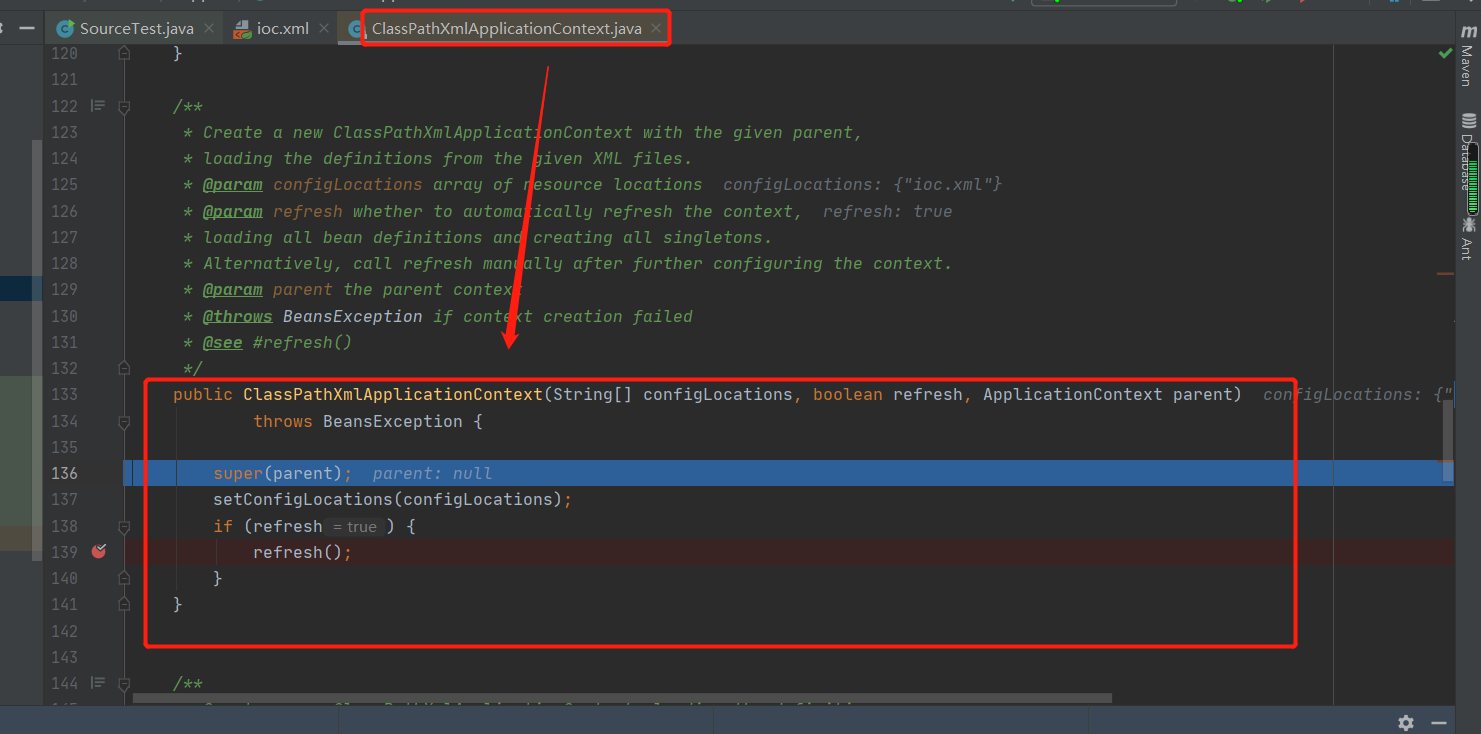 SourceTest.java
ioc.xml
ClassPathXmlApplicationContext.java
120 }
121
122 /**
123 * Create a new ClassPathXmlApplicationContext with the given parent,
124 * loading the definitions from the given XML files.
125 * @param configLocations array of resource locations configLocations: {"ioc.xml"}
126 * @param refresh whether to automatically refresh the context, refresh: true
127 * loading all bean definitions and creating all singletons.
128 * Alternatively, call refresh manually after further configuring the context.
129 * @param parent the parent context
130 * @throws BeansException if context creation failed
131 * @see #refresh()
132 */
133 public ClassPathXmlApplicationContext(String[] configLocations, boolean refresh, ApplicationContext parent) configLocations: {"
134 throws BeansException {
135
136 super(parent); parent: null
137 setConfigLocations(configLocations);
138 if (refresh = true ) {
139 refresh();
140 }
141 }
142
143
144 /**
Maven
Database
Ant